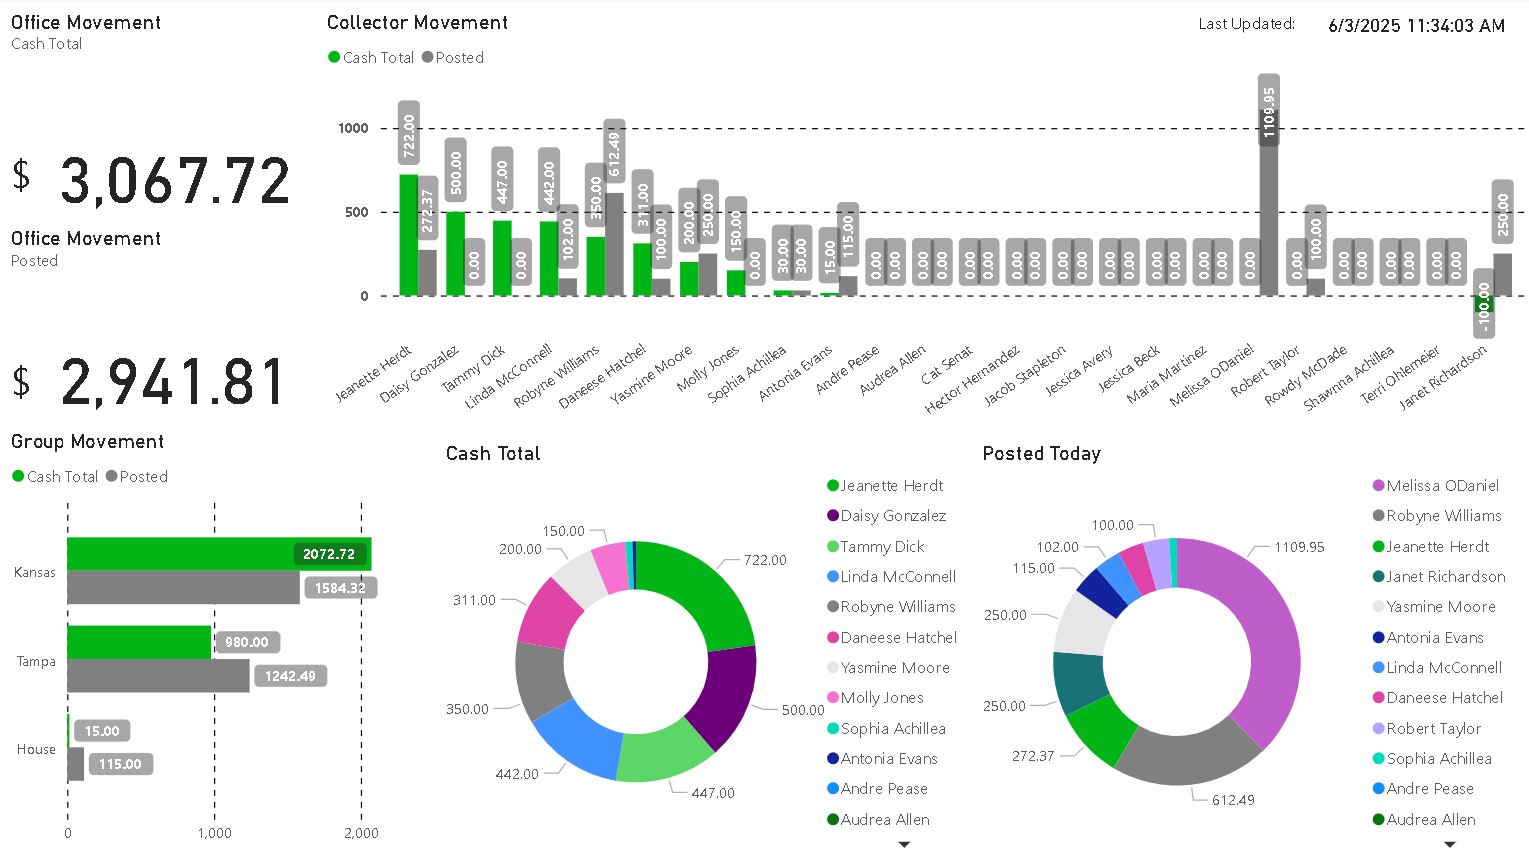 Office Movement
Cash Total
$ 3,067.72
Office Movement
Posted
$ 2,941.81
Collector Movement
Cash Total Posted
Last Updated: 6/3/2025 11:34:03 AM
1000
500
0
722.00 272.37 500.00 0.00 447.00 0.00 442.00 102.00 350.00 612.49 311.00 100.00 200.00 250.00 150.00 0.00 30.00 30.00 15.00 115.00 0.00 0.00 0.00 0.00 0.00 0.00 0.00 0.00 0.00 0.00 0.00 0.00 0.00 0.00 0.00 0.00 0.00 1109.95 0.00 100.00 0.00 0.00 0.00 0.00 0.00 0.00 -100.00 250.00
Jeanette Herdt
Daisy Gonzalez
Tammy Dick
Linda McConnell
Robyne Williams
Daneese Hatchel
Yasmine Moore
Molly Jones
Sophia Achillea
Antonia Evans
Andre Pease
Audrea Allen
Cat Senat
Hector Hernandez
Jacob Stapleton
Jessica Avery
Jessica Beck
Maria Martinez
Melissa ODaniel
Robert Taylor
Rowdy McDade
Shawnna Achillea
Terri Ohlemeier
Janet Richardson
Group Movement
Cash Total Posted
Kansas
2072.72
1584.32
Tampa
980.00
1242.49
House
15.00
115.00
0 1,000 2,000
Cash Total
722.00
500.00
447.00
442.00
350.00
311.00
200.00
150.00
Jeanette Herdt
Daisy Gonzalez
Tammy Dick
Linda McConnell
Robyne Williams
Daneese Hatchel
Yasmine Moore
Molly Jones
Sophia Achillea
Antonia Evans
Andre Pease
Audrea Allen
Posted Today
1109.95
612.49
272.37
250.00
250.00
115.00
102.00
100.00
Melissa ODaniel
Robyne Williams
Jeanette Herdt
Janet Richardson
Yasmine Moore
Antonia Evans
Linda McConnell
Daneese Hatchel
Robert Taylor
Sophia Achillea
Andre Pease
Audrea Allen